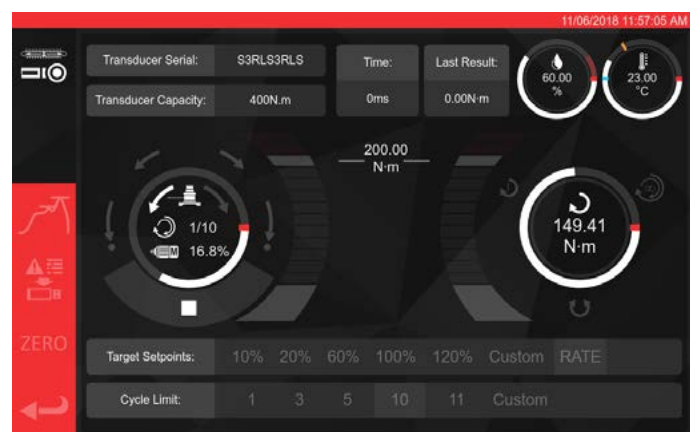 11/06/2018 11:57:05 AM
Transducer Serial: S3RLS3RLS
Transducer Capacity: 400N.m
Time:
0ms
Last Result:
0.00N·m
60.00
%
23.00
°C
200.00
N·m
1/10
M 16.8%
149.41
N·m
ZERO
Target Setpoints: 10% 20% 60% 100% 120% Custom RATE
Cycle Limit: 1 3 5 10 11 Custom